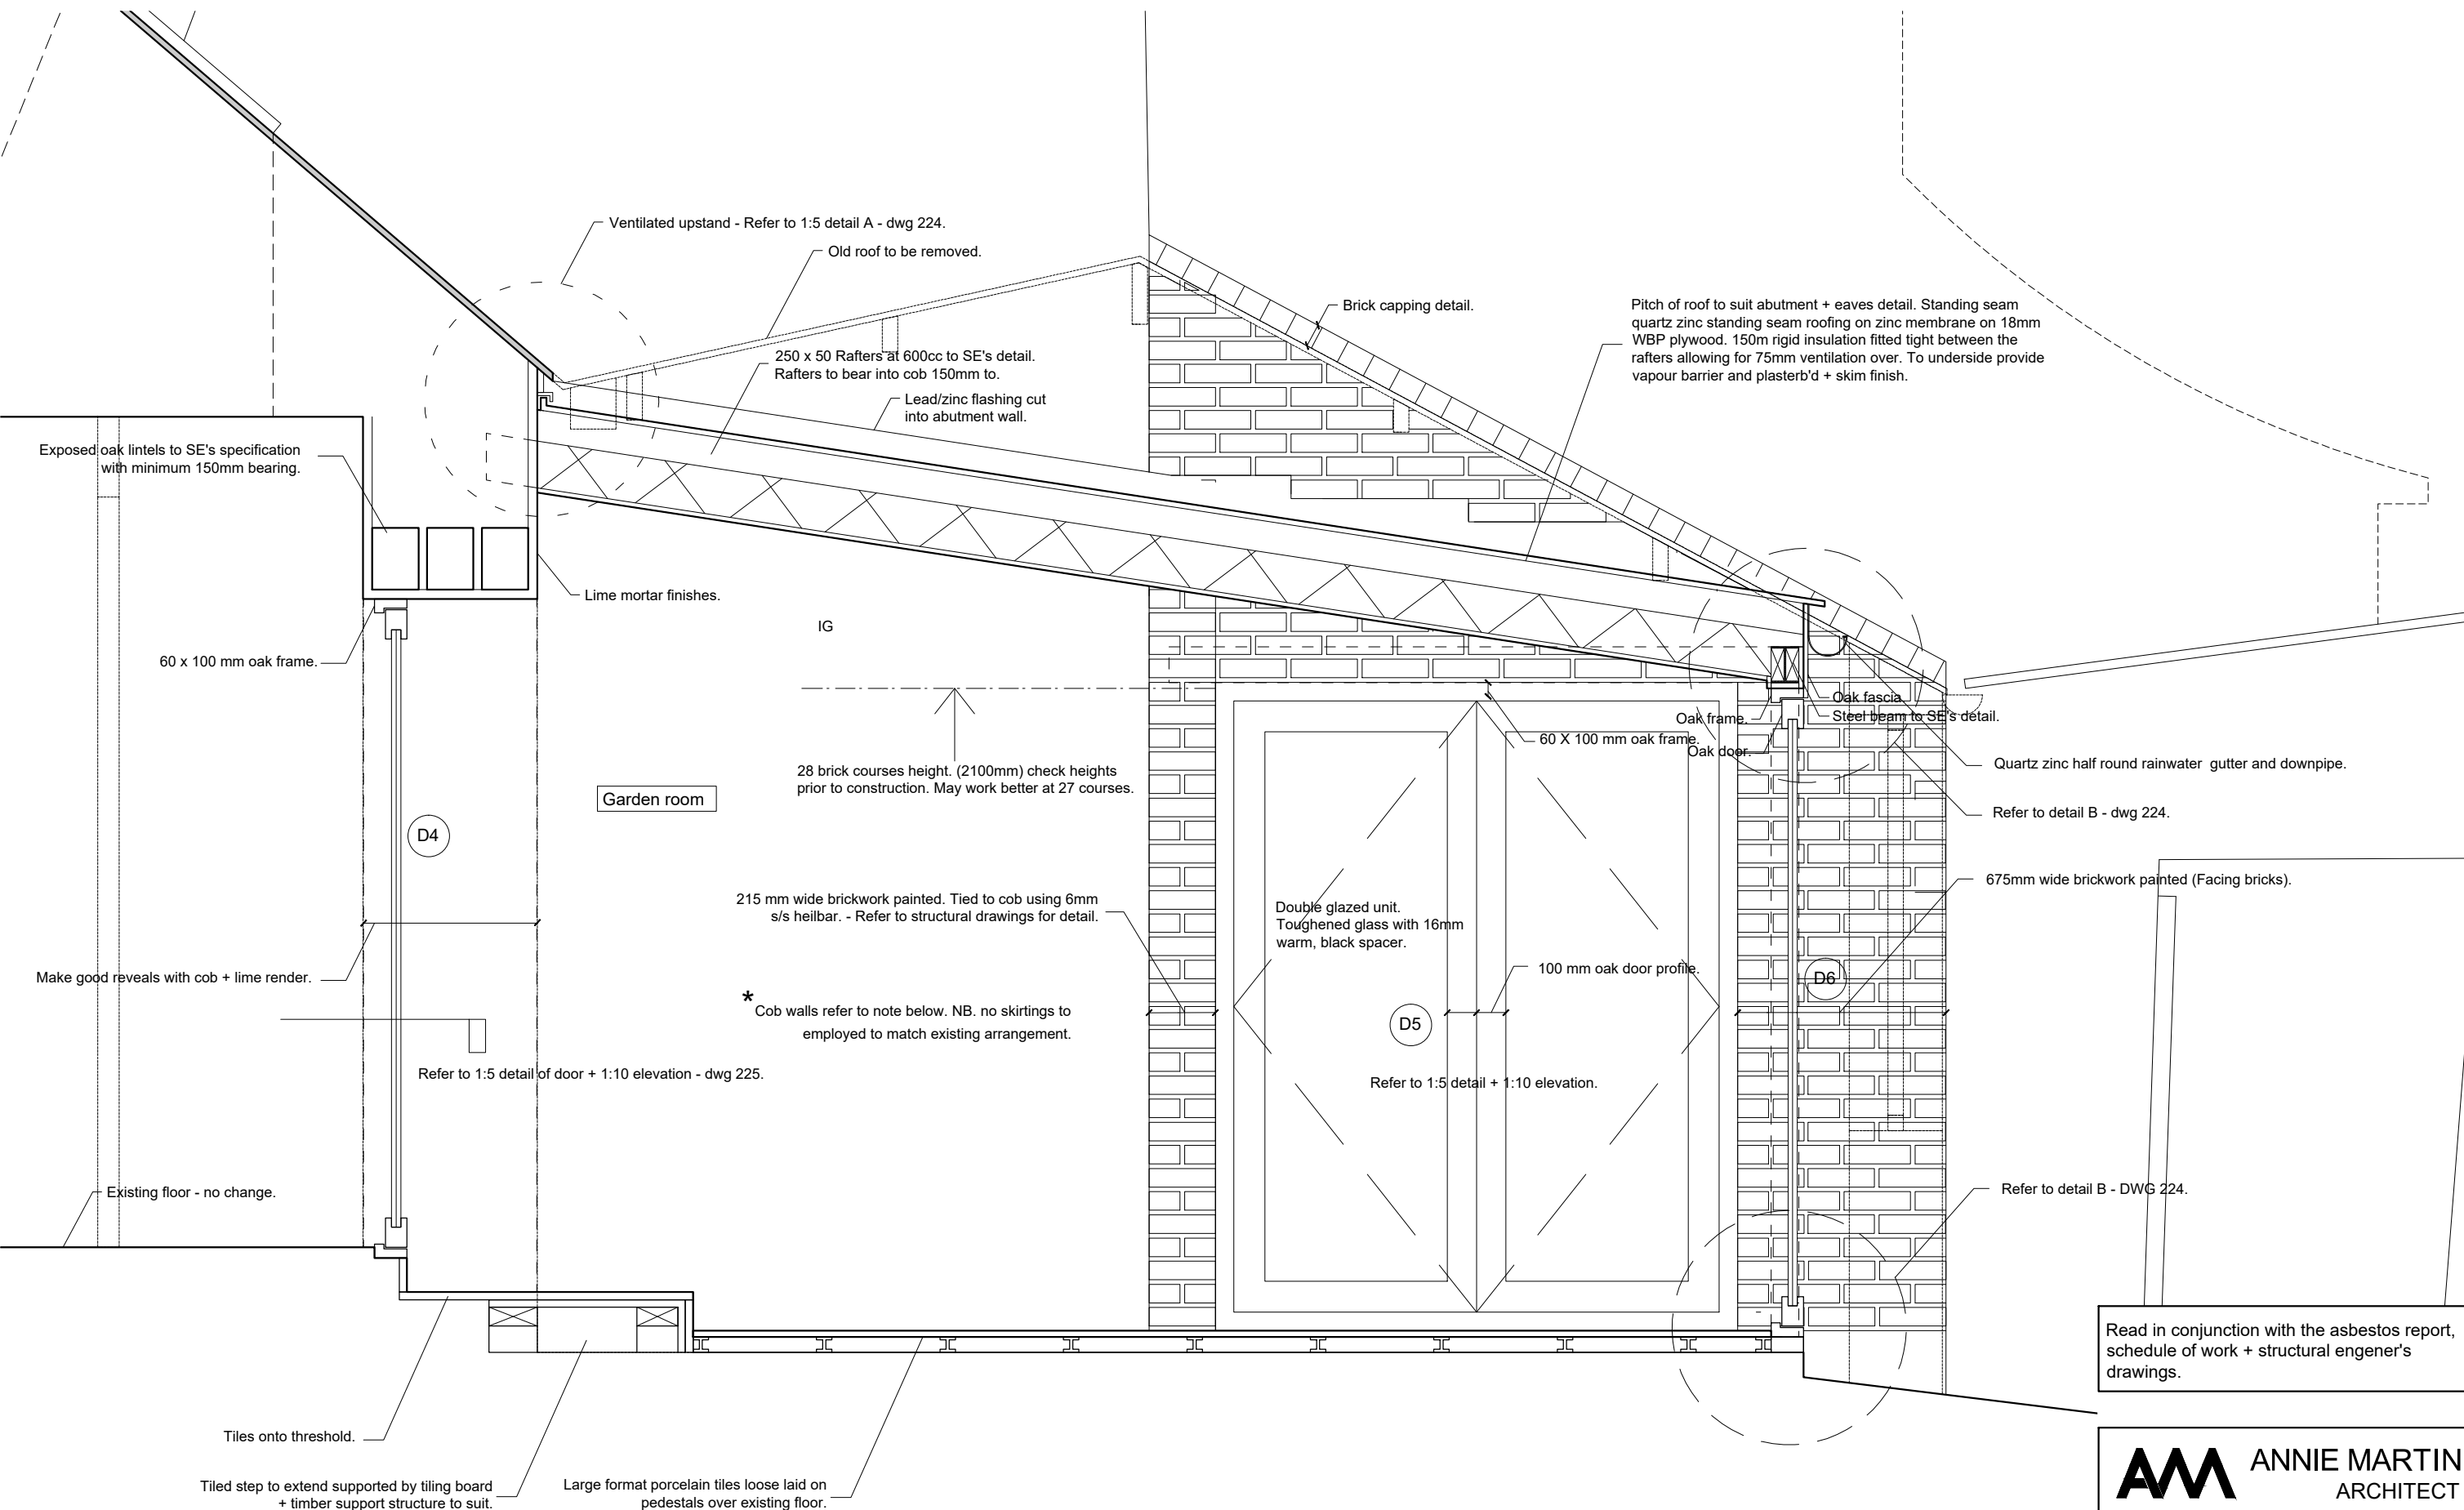 Ventilated upstand - Refer to 1:5 detail A - dwg 224.
Old roof to be removed.
Brick capping detail.
Pitch of roof to suit abutment + eaves detail. Standing seam
quartz zinc standing seam roofing on zinc membrane on 18mm
WBP plywood. 150m rigid insulation fitted tight between the
rafters allowing for 75mm ventilation over. To underside provide
vapour barrier and plasterb'd + skim finish.
250 x 50 Rafters at 600cc to SE's detail.
Rafters to bear into cob 150mm to.
Lead/zinc flashing cut
into abutment wall.
Exposed oak lintels to SE's specification
with minimum 150mm bearing.
Lime mortar finishes.
IG
60 x 100 mm oak frame.
Oak fascia.
Oak frame.
Steel beam to SE's detail.
60 X 100 mm oak frame.
Oak door.
Quartz zinc half round rainwater gutter and downpipe.
28 brick courses height. (2100mm) check heights
prior to construction. May work better at 27 courses.
Garden room
Refer to detail B - dwg 224.
D4
675mm wide brickwork painted (Facing bricks).
215 mm wide brickwork painted. Tied to cob using 6mm
s/s heilbar. - Refer to structural drawings for detail.
Double glazed unit.
Toughened glass with 16mm
warm, black spacer.
100 mm oak door profile.
Make good reveals with cob + lime render.
D6
*
Cob walls refer to note below. NB. no skirtings to
employed to match existing arrangement.
D5
Refer to 1:5 detail of door + 1:10 elevation - dwg 225.
Refer to 1:5 detail + 1:10 elevation.
Existing floor - no change.
Refer to detail B - DWG 224.
Read in conjunction with the asbestos report,
schedule of work + structural engener's
drawings.
Tiles onto threshold.
Tiled step to extend supported by tiling board
+ timber support structure to suit.
Large format porcelain tiles loose laid on
pedestals over existing floor.
AMA
ANNIE MARTIN
ARCHITECT